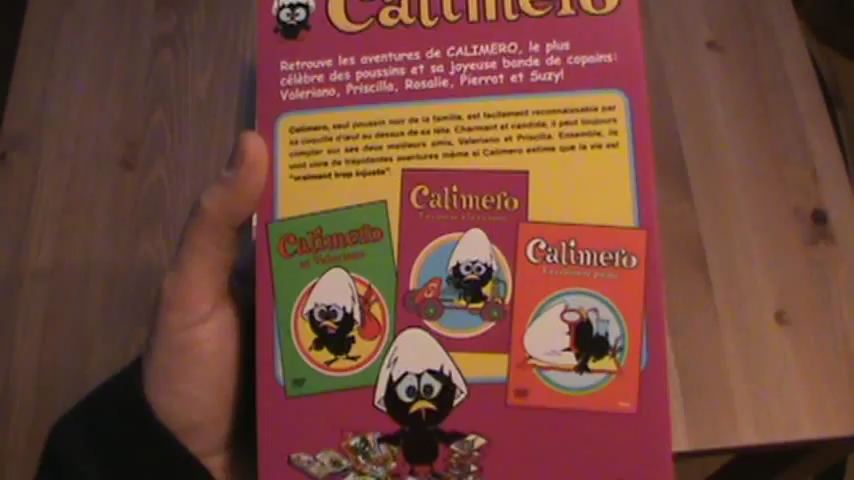 Calimero
Retrouve les aventures de CALIMERO, le plus
célèbre des poussins et sa joyeuse bande de copains:
Valeriano, Priscilla, Rosalie, Pierrot et Suzy!
Calimero, seul poussin noir de la famille, est facilement reconnaissable par
sa coquille d'œuf au dessus de sa tête. Charmant et candide, il peut toujours
compter sur ses deux meilleurs amis, Valeriano et Priscilla. Ensemble, ils
vont vivre de trépidantes aventures même si Calimero estime que la vie est
"vraiment trop injuste".
Calimero
et Valeriano
Calimero
Calimero